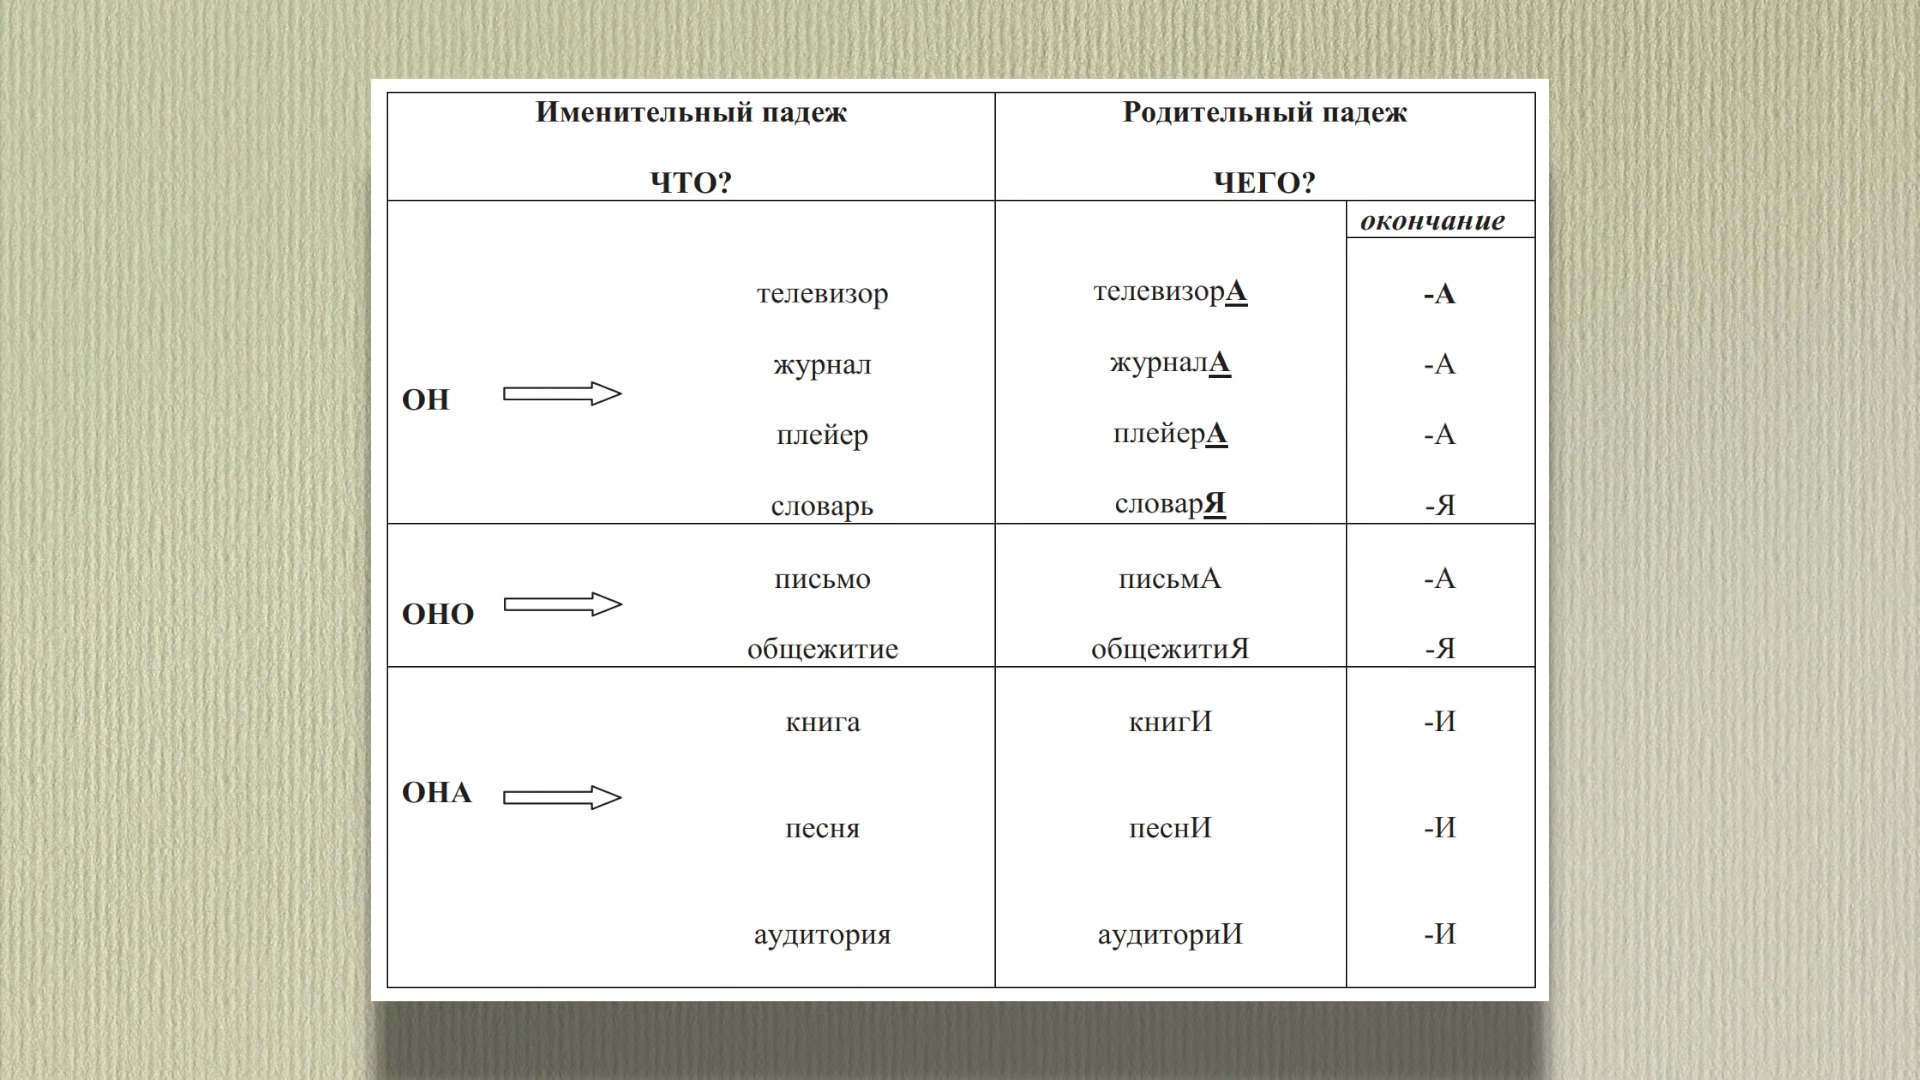 Именительный падеж Родительный падеж
ЧТО? ЧЕГО?
окончание
телевизор телевизорА -А
журнал журналА -А
ОН
плейер плейерА -А
словарь словарЯ -Я
письмо письмА -А
ОНО
общежитие общежитиЯ -Я
книга книгИ -И
ОНА
песня песнИ -И
аудитория аудиториИ -И